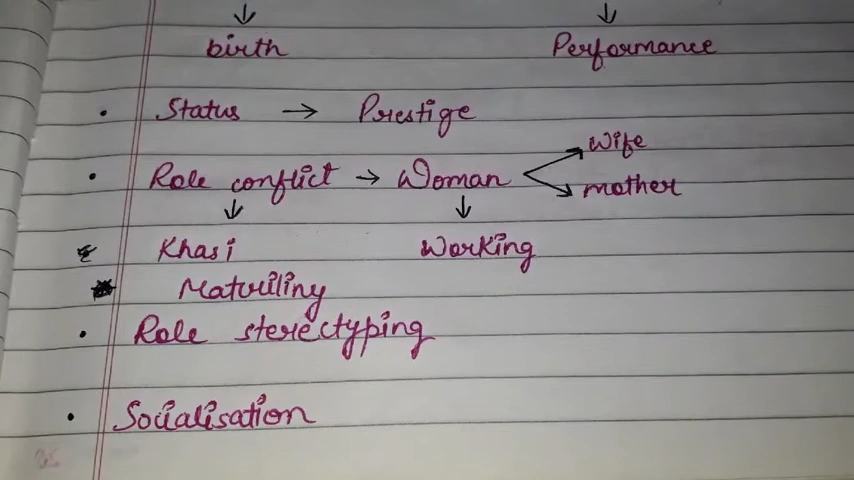 ↓ ↓
birth Performance
• Status → Prestige
• Role conflict → Woman → wife → mother
↓ ↓
Khasi Working
Matriliny
• Role sterectyping
• Socialisation